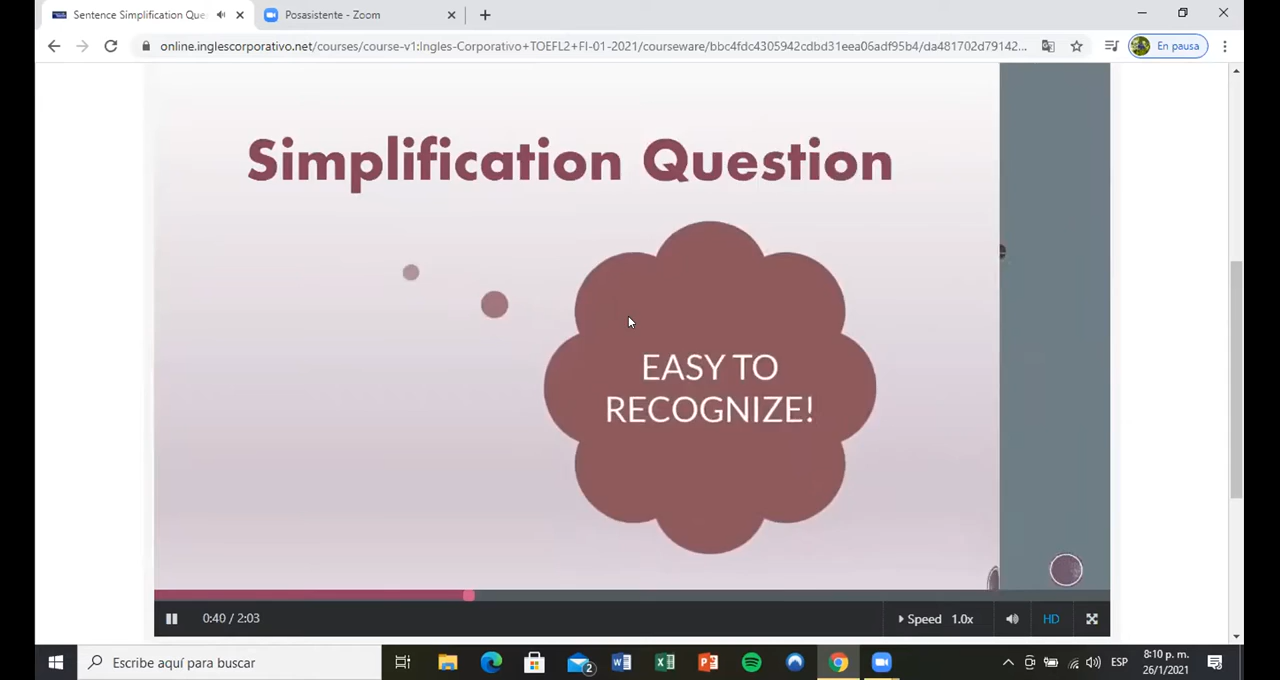 Sentence Simplification Que
Posasistente - Zoom
online.inglescorporativo.net/courses/course-v1:Ingles-Corporativo+TOEFL2+FI-01-2021/courseware/bbc4fdc4305942cdbd31eea06adf95b4/da481702d79142...
En pausa
Simplification Question
EASY TO
RECOGNIZE!
0:40 / 2:03
Speed 1.0x
HD
Escribe aquí para buscar
2
ESP
8:10 p. m.
26/1/2021